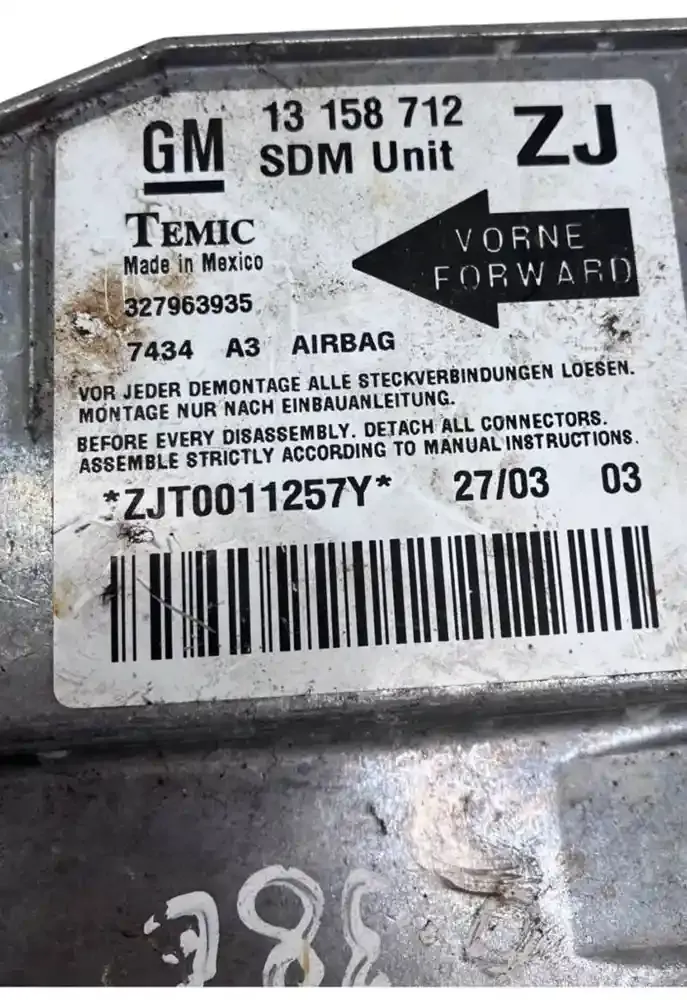 GM 13 158 712 ZJ
SDM Unit
TEMIC
Made in Mexico
VORNE
FORWARD
327963935
7434 A3 AIRBAG
VOR JEDER DEMONTAGE ALLE STECKVERBINDUNGEN LOESEN.
MONTAGE NUR NACH EINBAUANLEITUNG.
BEFORE EVERY DISASSEMBLY. DETACH ALL CONNECTORS.
ASSEMBLE STRICTLY ACCORDING TO MANUAL INSTRUCTIONS.
*ZJT0011257Y* 27/03 03